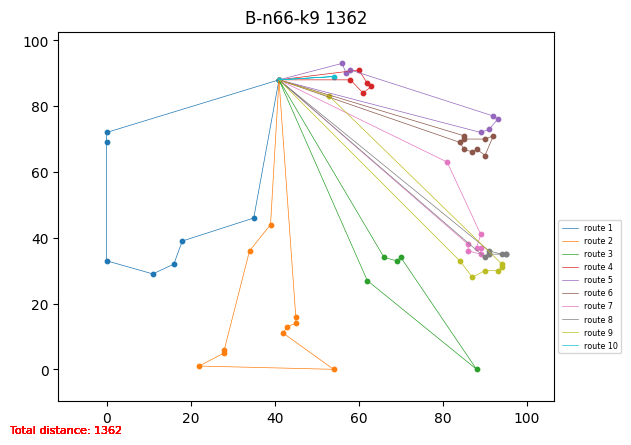 B-n66-k9 1362
100
80
60
40
20
0
0 20 40 60 80 100
route 1
route 2
route 3
route 4
route 5
route 6
route 7
route 8
route 9
route 10
Total distance: 1362